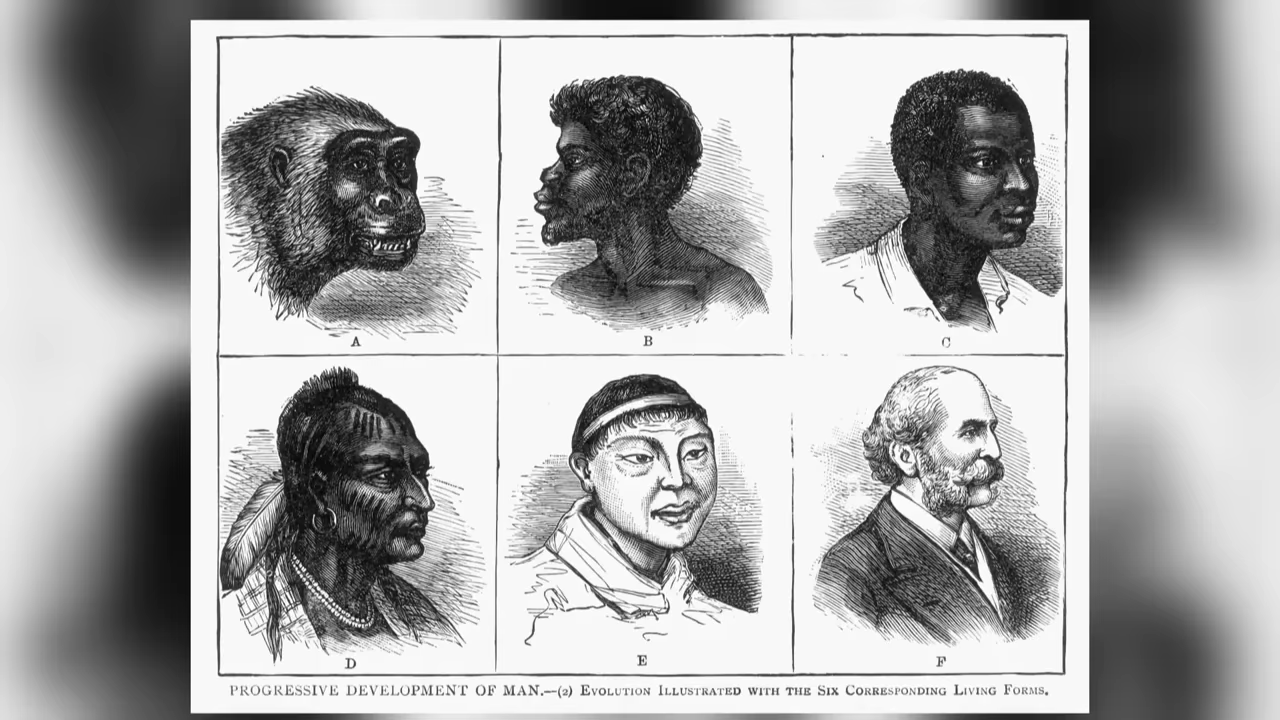 A
B
C
D
E
F
PROGRESSIVE DEVELOPMENT OF MAN.—(2) EVOLUTION ILLUSTRATED WITH THE SIX CORRESPONDING LIVING FORMS.